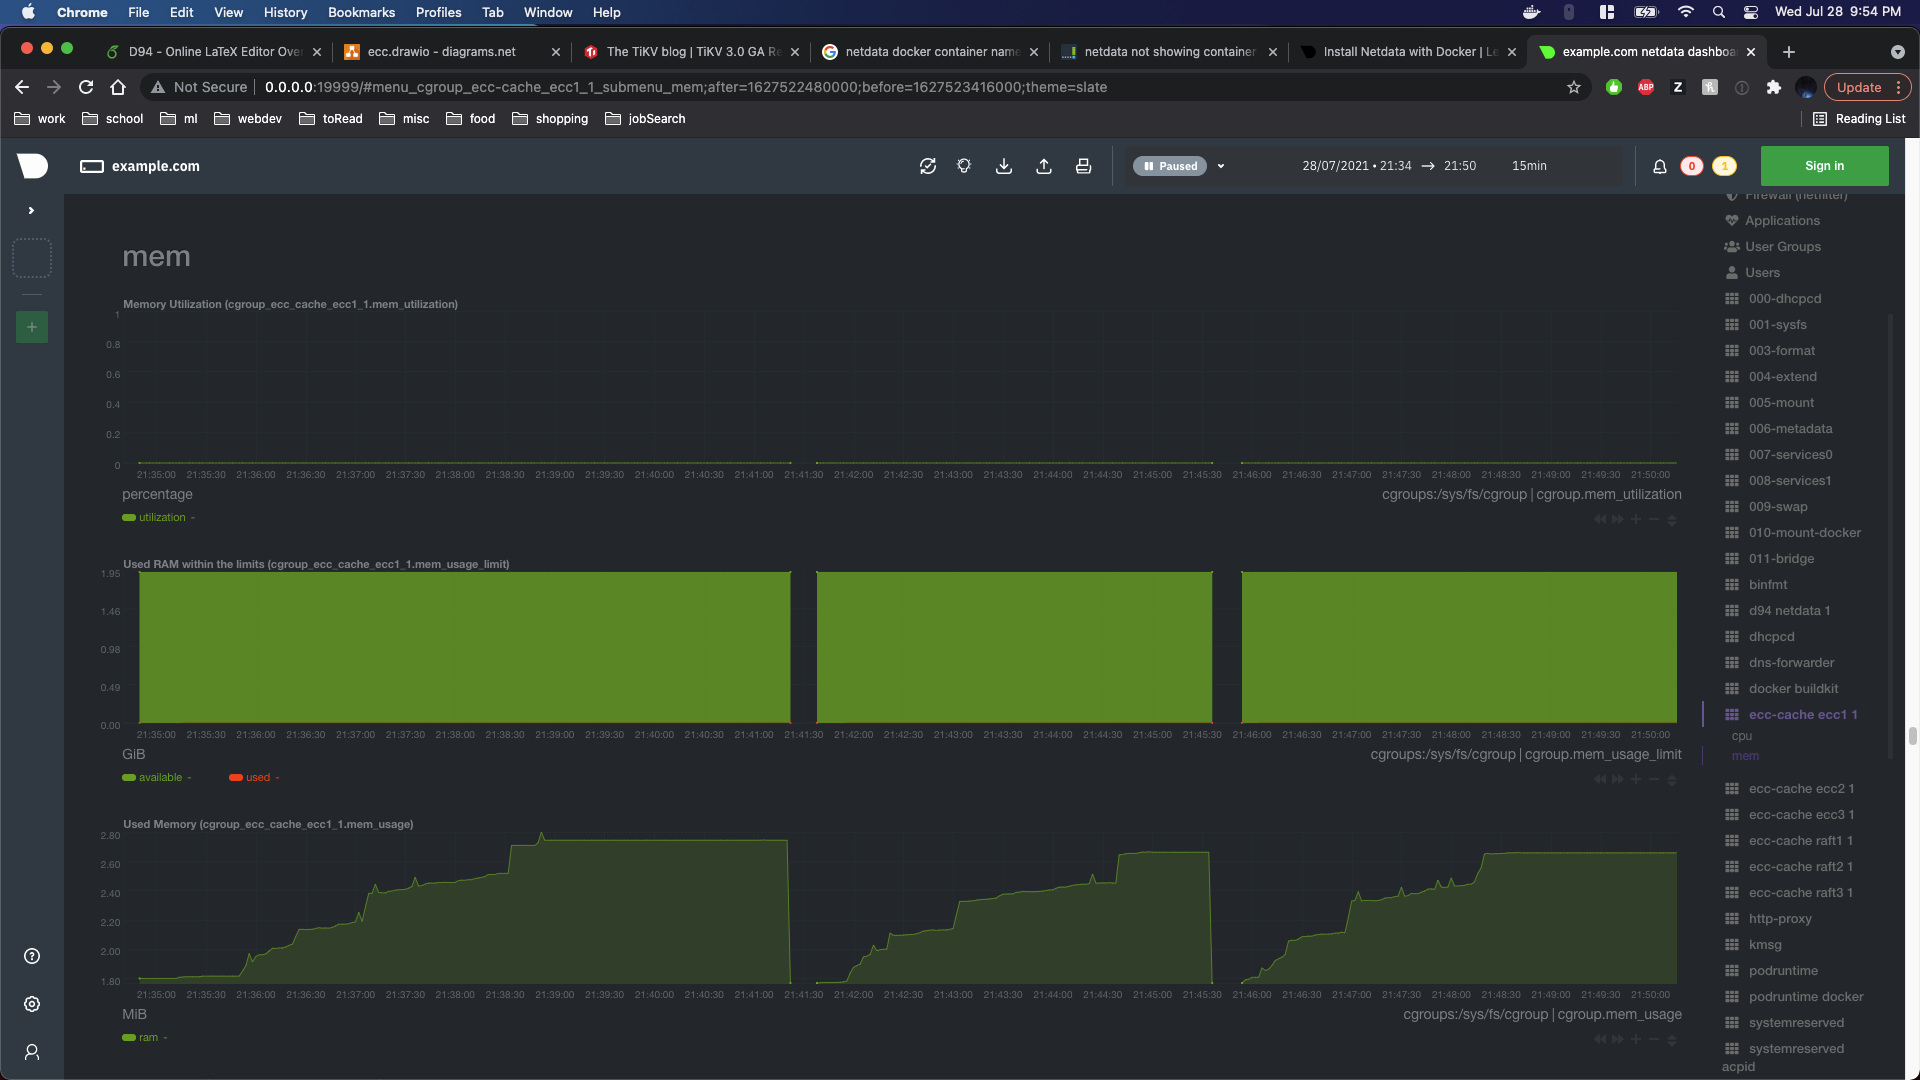 Chrome File Edit View History Bookmarks Profiles Tab Window Help Wed Jul 28 9:54 PM
D94 - Online LaTeX Editor Over
ecc.drawio - diagrams.net
The TiKV blog | TiKV 3.0 GA Re
netdata docker container name
netdata not showing container
Install Netdata with Docker | Le
example.com netdata dashboa
Not Secure 0.0.0.0:19999/#menu_cgroup_ecc-cache_ecc1_1_submenu_mem;after=1627522480000;before=1627523416000;theme=slate ABP Z Update
work school ml webdev toRead misc food shopping jobSearch Reading List
example.com Paused 28/07/2021 • 21:34 → 21:50 15min 0 1 Sign in
mem
Memory Utilization (cgroup_ecc_cache_ecc1_1.mem_utilization)
1
0.8
0.6
0.4
0.2
0
21:35:00 21:35:30 21:36:00 21:36:30 21:37:00 21:37:30 21:38:00 21:38:30 21:39:00 21:39:30 21:40:00 21:40:30 21:41:00 21:41:30 21:42:00 21:42:30 21:43:00 21:43:30 21:44:00 21:44:30 21:45:00 21:45:30 21:46:00 21:46:30 21:47:00 21:47:30 21:48:00 21:48:30 21:49:00 21:49:30 21:50:00
percentage cgroups:/sys/fs/cgroup | cgroup.mem_utilization
utilization -
Used RAM within the limits (cgroup_ecc_cache_ecc1_1.mem_usage_limit)
1.95
1.46
0.98
0.49
0.00
21:35:00 21:35:30 21:36:00 21:36:30 21:37:00 21:37:30 21:38:00 21:38:30 21:39:00 21:39:30 21:40:00 21:40:30 21:41:00 21:41:30 21:42:00 21:42:30 21:43:00 21:43:30 21:44:00 21:44:30 21:45:00 21:45:30 21:46:00 21:46:30 21:47:00 21:47:30 21:48:00 21:48:30 21:49:00 21:49:30 21:50:00
GiB cgroups:/sys/fs/cgroup | cgroup.mem_usage_limit
available - used -
Used Memory (cgroup_ecc_cache_ecc1_1.mem_usage)
2.80
2.60
2.40
2.20
2.00
1.80
21:35:00 21:35:30 21:36:00 21:36:30 21:37:00 21:37:30 21:38:00 21:38:30 21:39:00 21:39:30 21:40:00 21:40:30 21:41:00 21:41:30 21:42:00 21:42:30 21:43:00 21:43:30 21:44:00 21:44:30 21:45:00 21:45:30 21:46:00 21:46:30 21:47:00 21:47:30 21:48:00 21:48:30 21:49:00 21:49:30 21:50:00
MiB cgroups:/sys/fs/cgroup | cgroup.mem_usage
ram -
Firewall (netfilter)
Applications
User Groups
Users
000-dhcpcd
001-sysfs
003-format
004-extend
005-mount
006-metadata
007-services0
008-services1
009-swap
010-mount-docker
011-bridge
binfmt
d94 netdata 1
dhcpcd
dns-forwarder
docker buildkit
ecc-cache ecc1 1
cpu
mem
ecc-cache ecc2 1
ecc-cache ecc3 1
ecc-cache raft1 1
ecc-cache raft2 1
ecc-cache raft3 1
http-proxy
kmsg
podruntime
podruntime docker
systemreserved
systemreserved
acpid